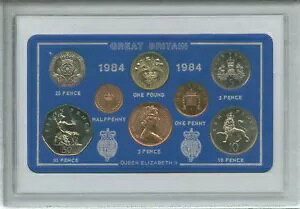 GREAT BRITAIN
1984 1984
20 PENCE ONE POUND 5 PENCE
HALFPENNY ONE PENNY
50 PENCE 2 PENCE 10 PENCE
QUEEN ELIZABETH II